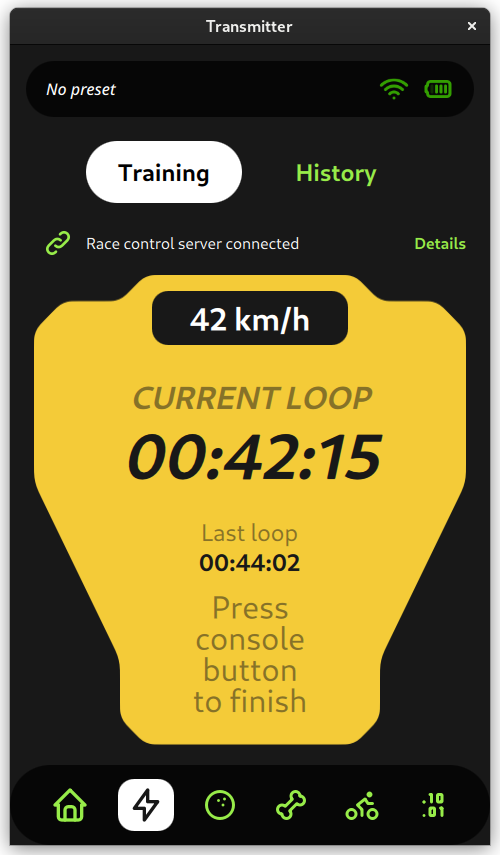 Transmitter
No preset
Training
History
Race control server connected
Details
42 km/h
CURRENT LOOP
00:42:15
Last loop
00:44:02
Press
console
button
to finish
.10
01